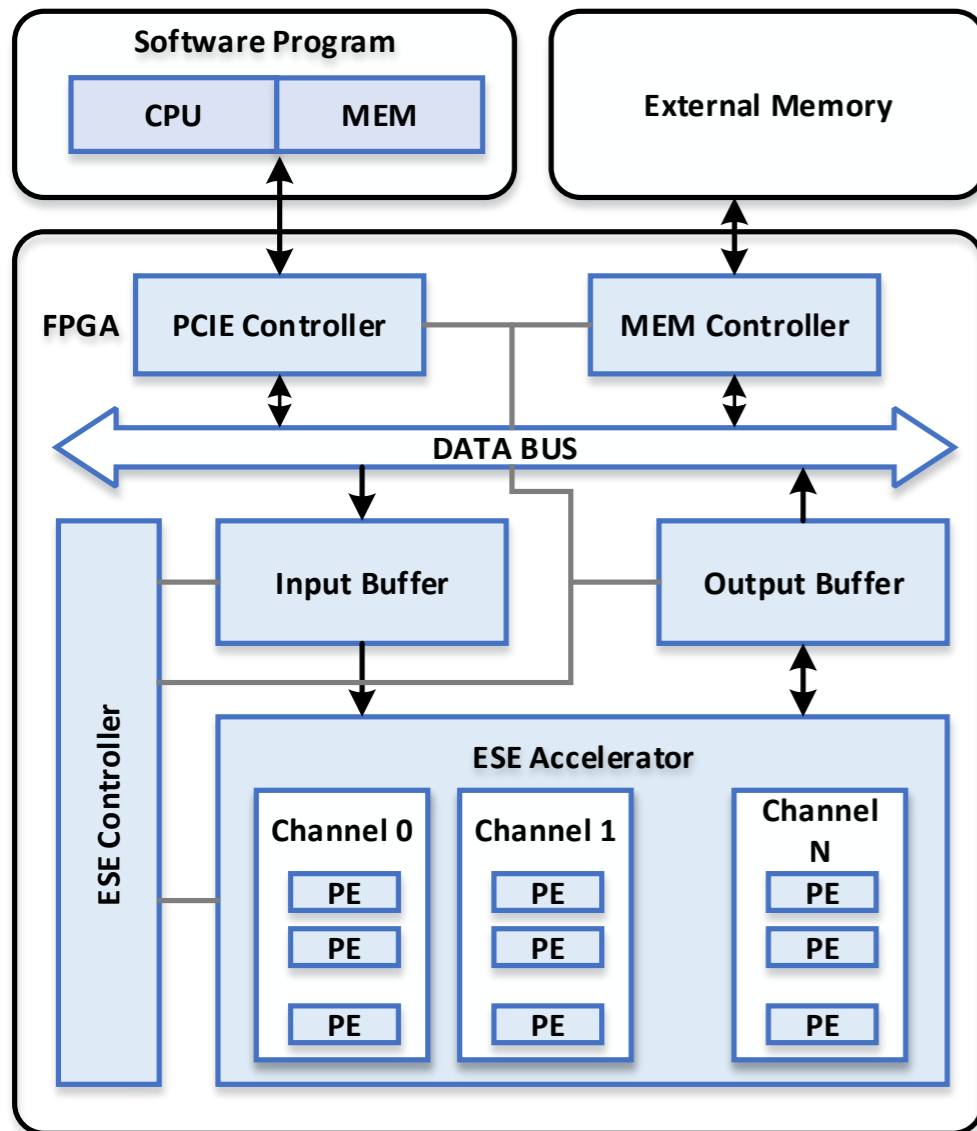 Software Program
CPU
MEM
External Memory
FPGA
PCIE Controller
MEM Controller
DATA BUS
Input Buffer
Output Buffer
ESE Controller
ESE Accelerator
Channel 0
PE
PE
PE
Channel 1
PE
PE
PE
Channel
N
PE
PE
PE